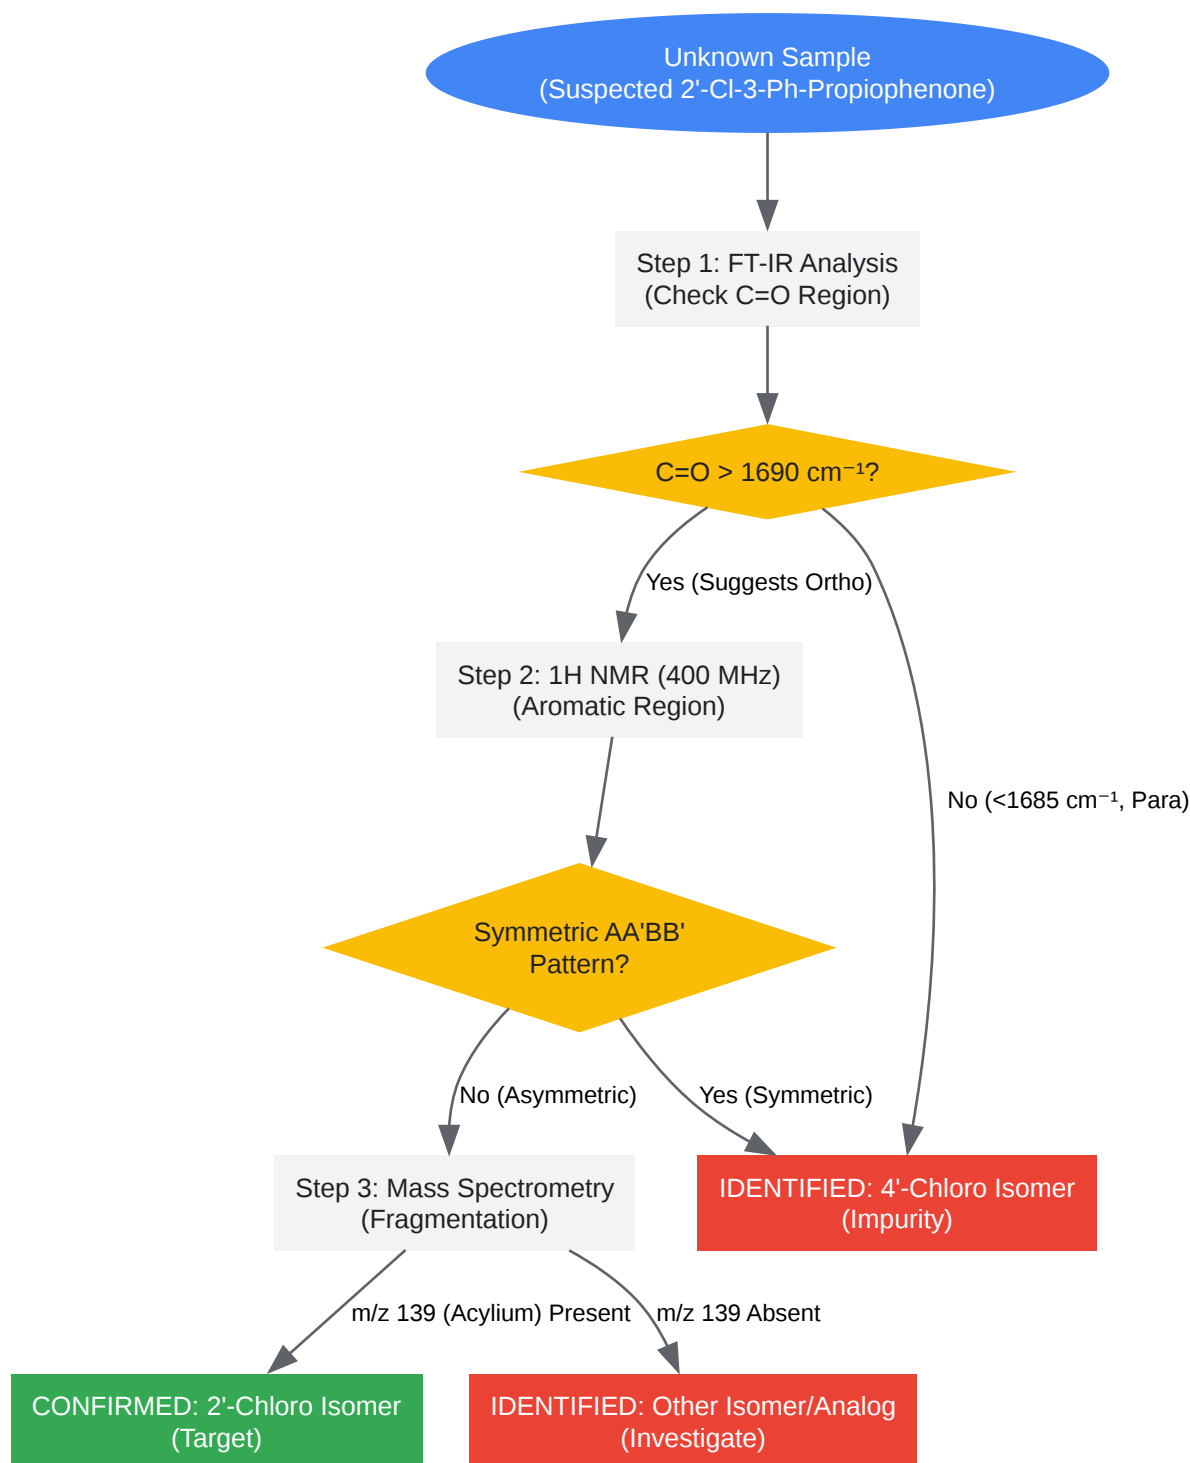 Unknown Sample
(Suspected 2'-Cl-3-Ph-Propiophenone)
Step 1: FT-IR Analysis
(Check C=O Region)
C=O > 1690 cm⁻¹?
Yes (Suggests Ortho)
Step 2: 1H NMR (400 MHz)
(Aromatic Region)
No (<1685 cm⁻¹, Para)
Symmetric AA'BB'
Pattern?
No (Asymmetric)
Yes (Symmetric)
Step 3: Mass Spectrometry
(Fragmentation)
IDENTIFIED: 4'-Chloro Isomer
(Impurity)
m/z 139 (Acylium) Present
m/z 139 Absent
CONFIRMED: 2'-Chloro Isomer
(Target)
IDENTIFIED: Other Isomer/Analog
(Investigate)